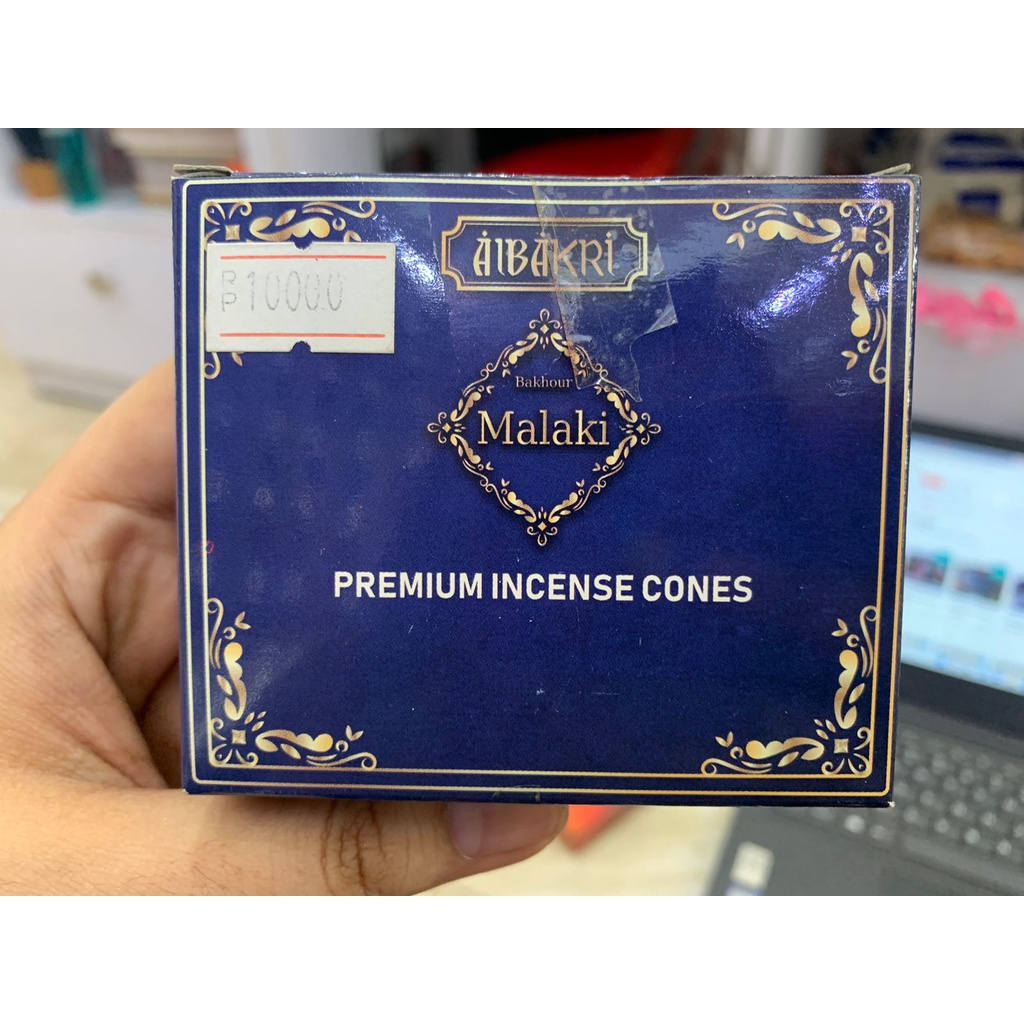 AlBAKRi
RP 10000
Bakhour
Malaki
PREMIUM INCENSE CONES